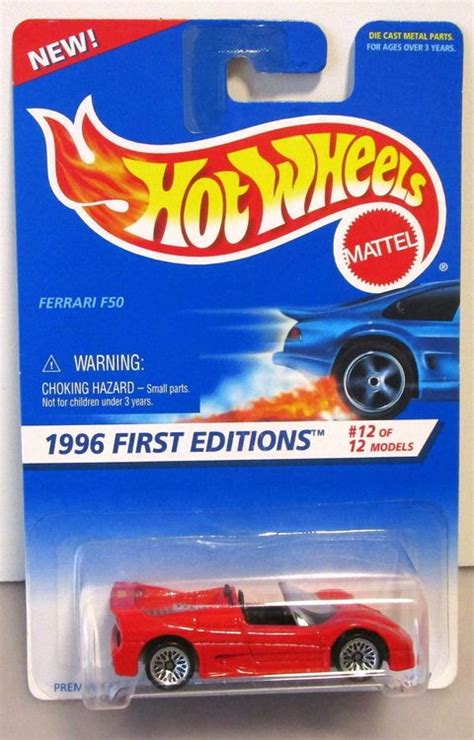 NEW!
DIE CAST METAL PARTS.
FOR AGES OVER 3 YEARS.
HOT WHEELS
MATTEL
®
FERRARI F50
⚠ WARNING:
CHOKING HAZARD – Small parts.
Not for children under 3 years.
1996 FIRST EDITIONS™
#12 OF
12 MODELS